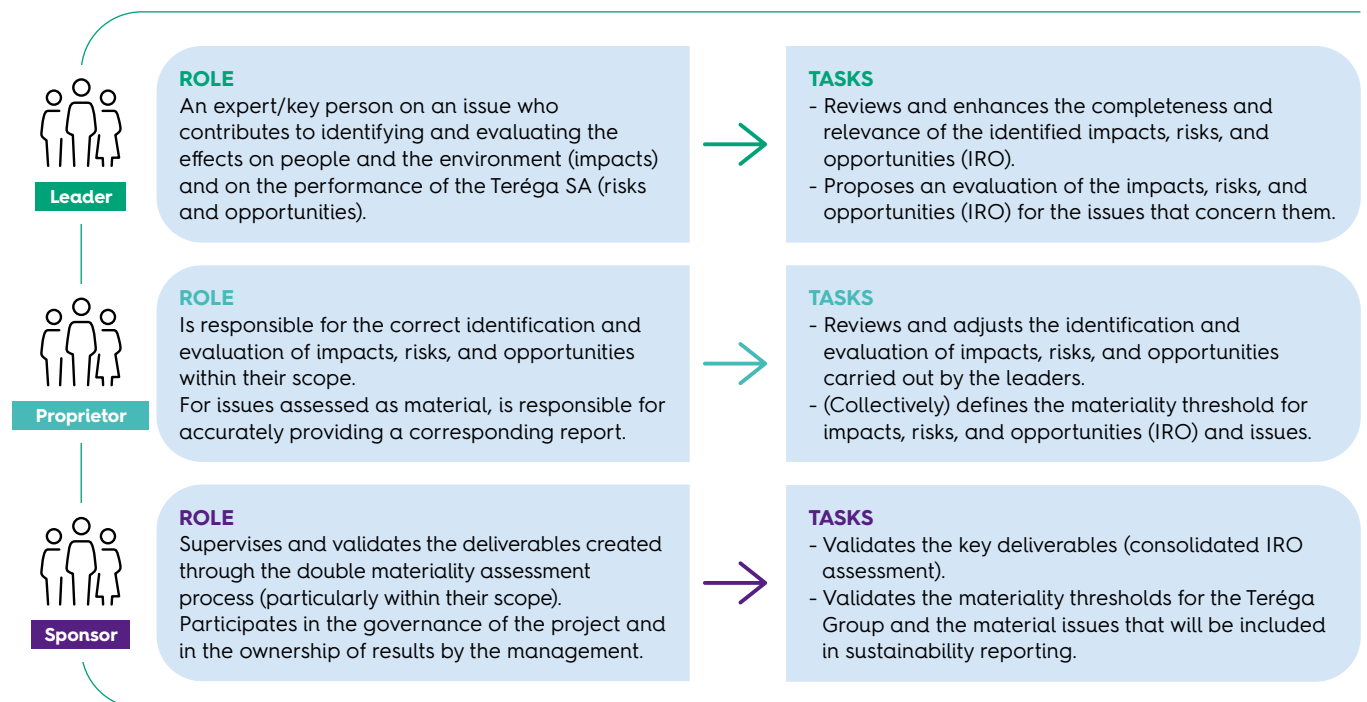 Leader
ROLE
An expert/key person on an issue who
contributes to identifying and evaluating the
effects on people and the environment (impacts)
and on the performance of the Teréga SA (risks
and opportunities).
TASKS
- Reviews and enhances the completeness and
relevance of the identified impacts, risks, and
opportunities (IRO).
- Proposes an evaluation of the impacts, risks, and
opportunities (IRO) for the issues that concern them.
Proprietor
ROLE
Is responsible for the correct identification and
evaluation of impacts, risks, and opportunities
within their scope.
For issues assessed as material, is responsible for
accurately providing a corresponding report.
TASKS
- Reviews and adjusts the identification and
evaluation of impacts, risks, and opportunities
carried out by the leaders.
- (Collectively) defines the materiality threshold for
impacts, risks, and opportunities (IRO) and issues.
Sponsor
ROLE
Supervises and validates the deliverables created
through the double materiality assessment
process (particularly within their scope).
Participates in the governance of the project and
in the ownership of results by the management.
TASKS
- Validates the key deliverables (consolidated IRO
assessment).
- Validates the materiality thresholds for the Teréga
Group and the material issues that will be included
in sustainability reporting.